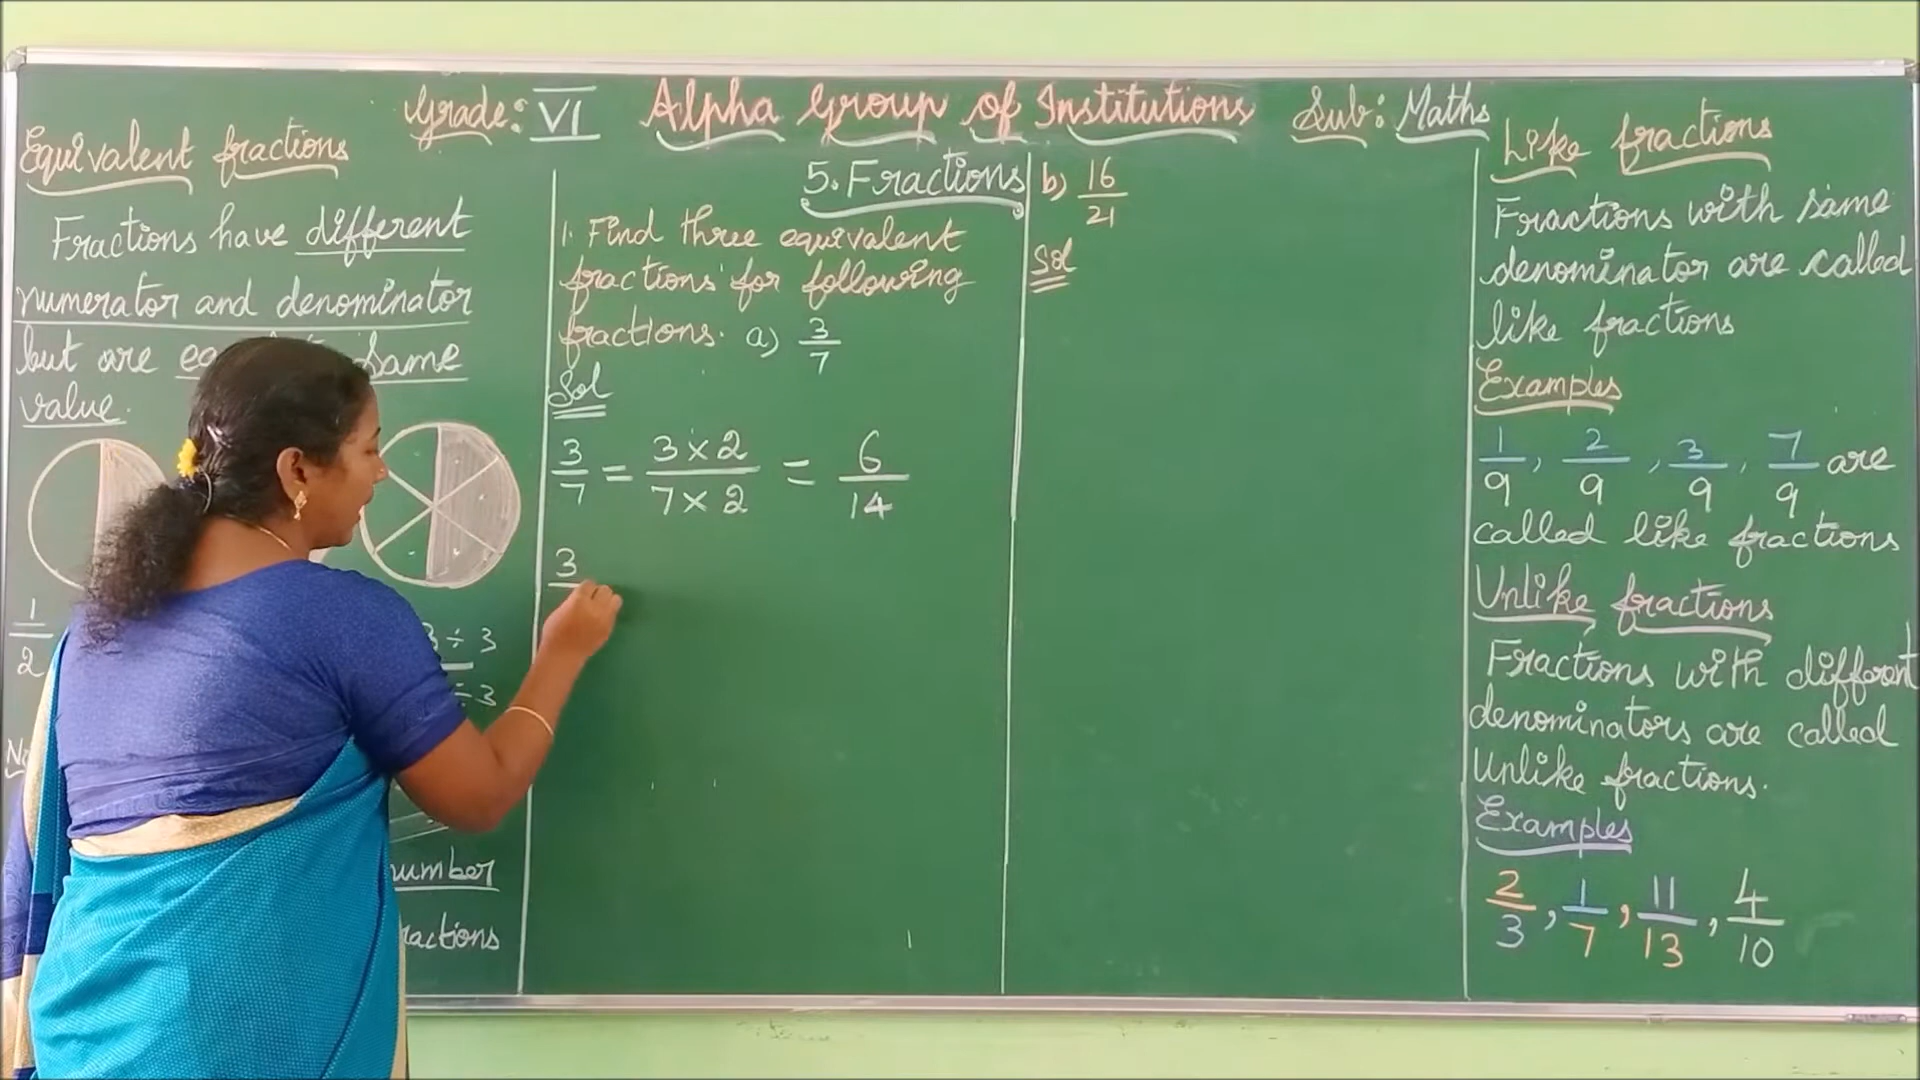 Grade: VI Alpha Group of Institutions Sub: Maths
Equivalent fractions
Fractions have different
numerator and denominator
but are same
value.
1/2
3 ÷ 3
÷ 3
5. Fractions
1. Find three equivalent
fractions for following
fractions. a) 3/7
Sol
3/7 = 3 × 2 / 7 × 2 = 6/14
3
b) 16/21
Sol
Like fractions
Fractions with same
denominator are called
like fractions
Examples
1/9, 2/9, 3/9, 7/9 are
called like fractions
Unlike fractions
Fractions with different
denominators are called
Unlike fractions.
Examples
2/3, 1/7, 11/13, 4/10